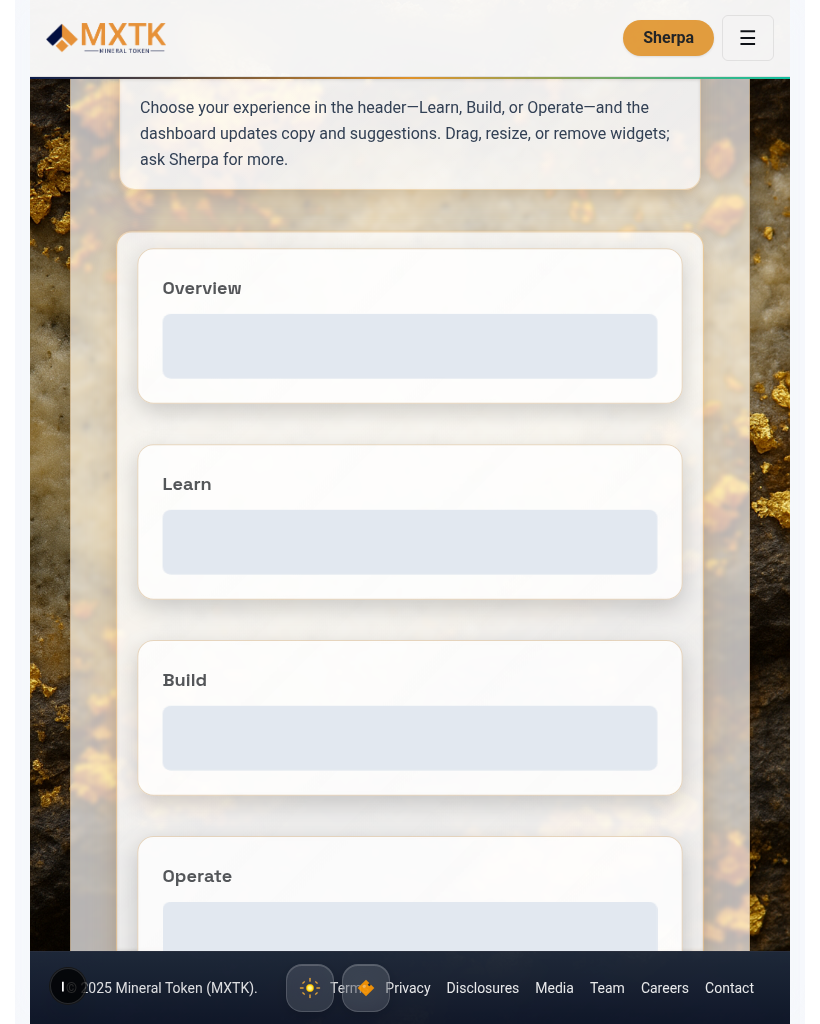 MXTK
MINERAL TOKEN
Sherpa
Choose your experience in the header—Learn, Build, or Operate—and the
dashboard updates copy and suggestions. Drag, resize, or remove widgets;
ask Sherpa for more.
Overview
Learn
Build
Operate
© 2025 Mineral Token (MXTK). Privacy Disclosures Media Team Careers Contact